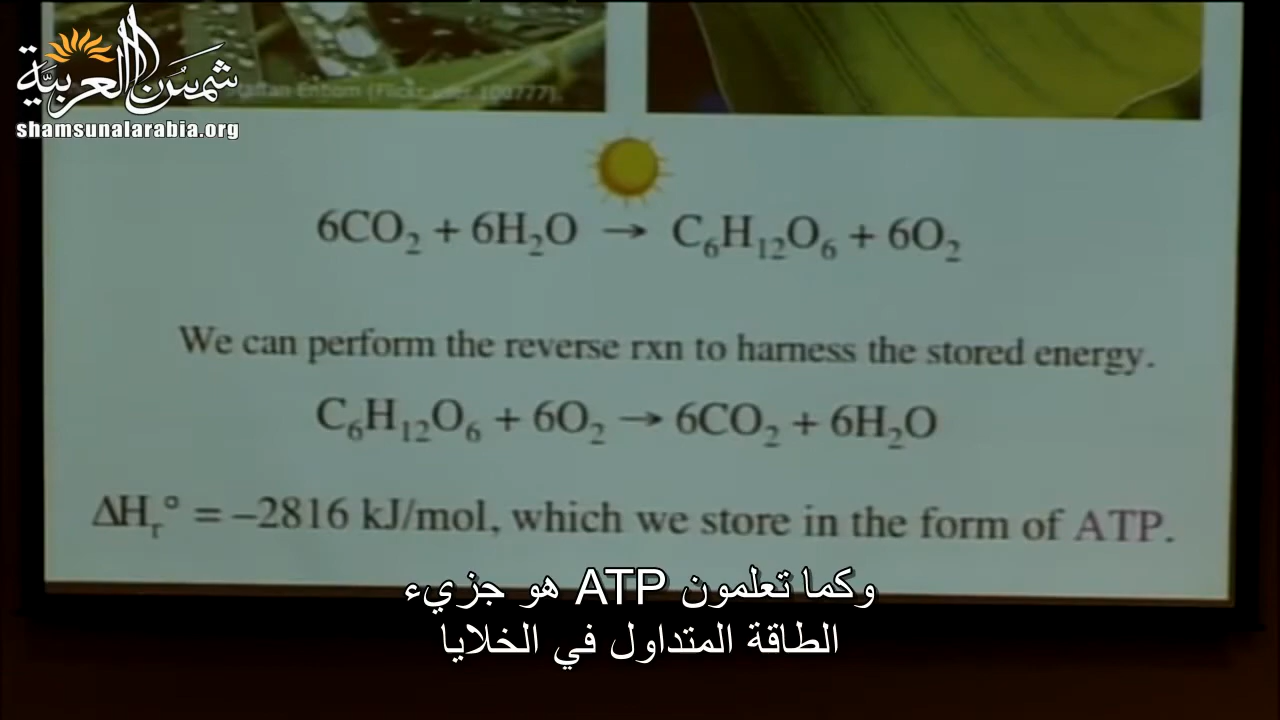 شمسٌ العربيّة
shamsunalarabia.org
6CO₂ + 6H₂O → C₆H₁₂O₆ + 6O₂
We can perform the reverse rxn to harness the stored energy.
C₆H₁₂O₆ + 6O₂ → 6CO₂ + 6H₂O
ΔHᵣ° = –2816 kJ/mol, which we store in the form of ATP.
وكما تعلمون ATP هو جزيء
الطاقة المتداول في الخلايا